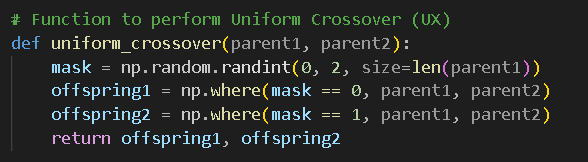 # Function to perform Uniform Crossover (UX)
def uniform_crossover(parent1, parent2):
    mask = np.random.randint(0, 2, size=len(parent1))
    offspring1 = np.where(mask == 0, parent1, parent2)
    offspring2 = np.where(mask == 1, parent1, parent2)
    return offspring1, offspring2